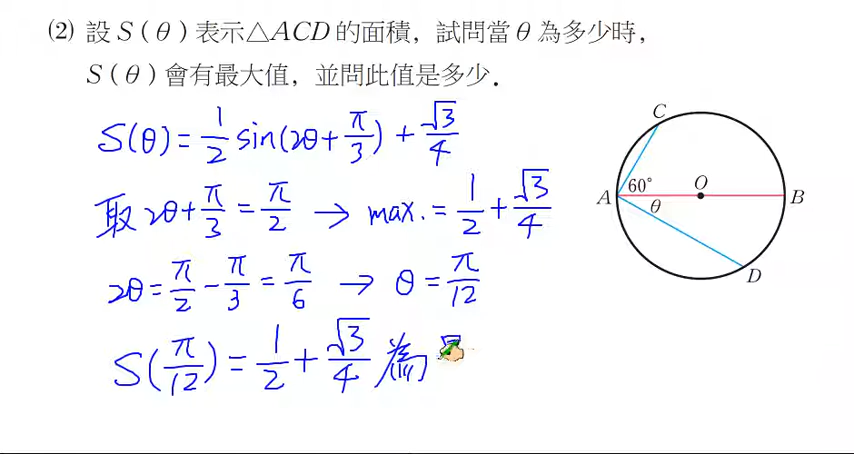 (2) 設 S(θ) 表示△ACD 的面積，試問當 θ 為多少時，
S(θ) 會有最大值，並問此值是多少．
S(θ) = 1/2 sin(2θ + π/3) + √3/4
取 2θ + π/3 = π/2 → max. = 1/2 + √3/4
2θ = π/2 − π/3 = π/6 → θ = π/12
S(π/12) = 1/2 + √3/4 為
C
A 60° O B
θ
D